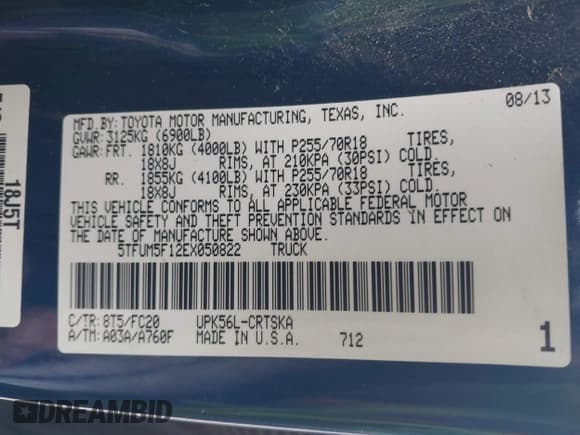 MFD.BY:TOYOTA MOTOR MANUFACTURING, TEXAS, INC. 08/13
GVWR:3125KG (6900LB)
GAWR:FRT. 1810KG (4000LB) WITH P255/70R18 TIRES,
18X8J RIMS, AT 210KPA (30PSI) COLD.
RR. 1855KG (4100LB) WITH P255/70R18 TIRES,
18X8J RIMS, AT 230KPA (33PSI) COLD.
THIS VEHICLE CONFORMS TO ALL APPLICABLE FEDERAL MOTOR
VEHICLE SAFETY AND THEFT PREVENTION STANDARDS IN EFFECT ON
THE DATE OF MANUFACTURE SHOWN ABOVE.
5TFUM5F12EX050822 TRUCK
C/TR:8T5/FC20 UPK56L-CRTSKA
A/TM:A03A/A760F MADE IN U.S.A. 712 1
18J5T
DREAMBID